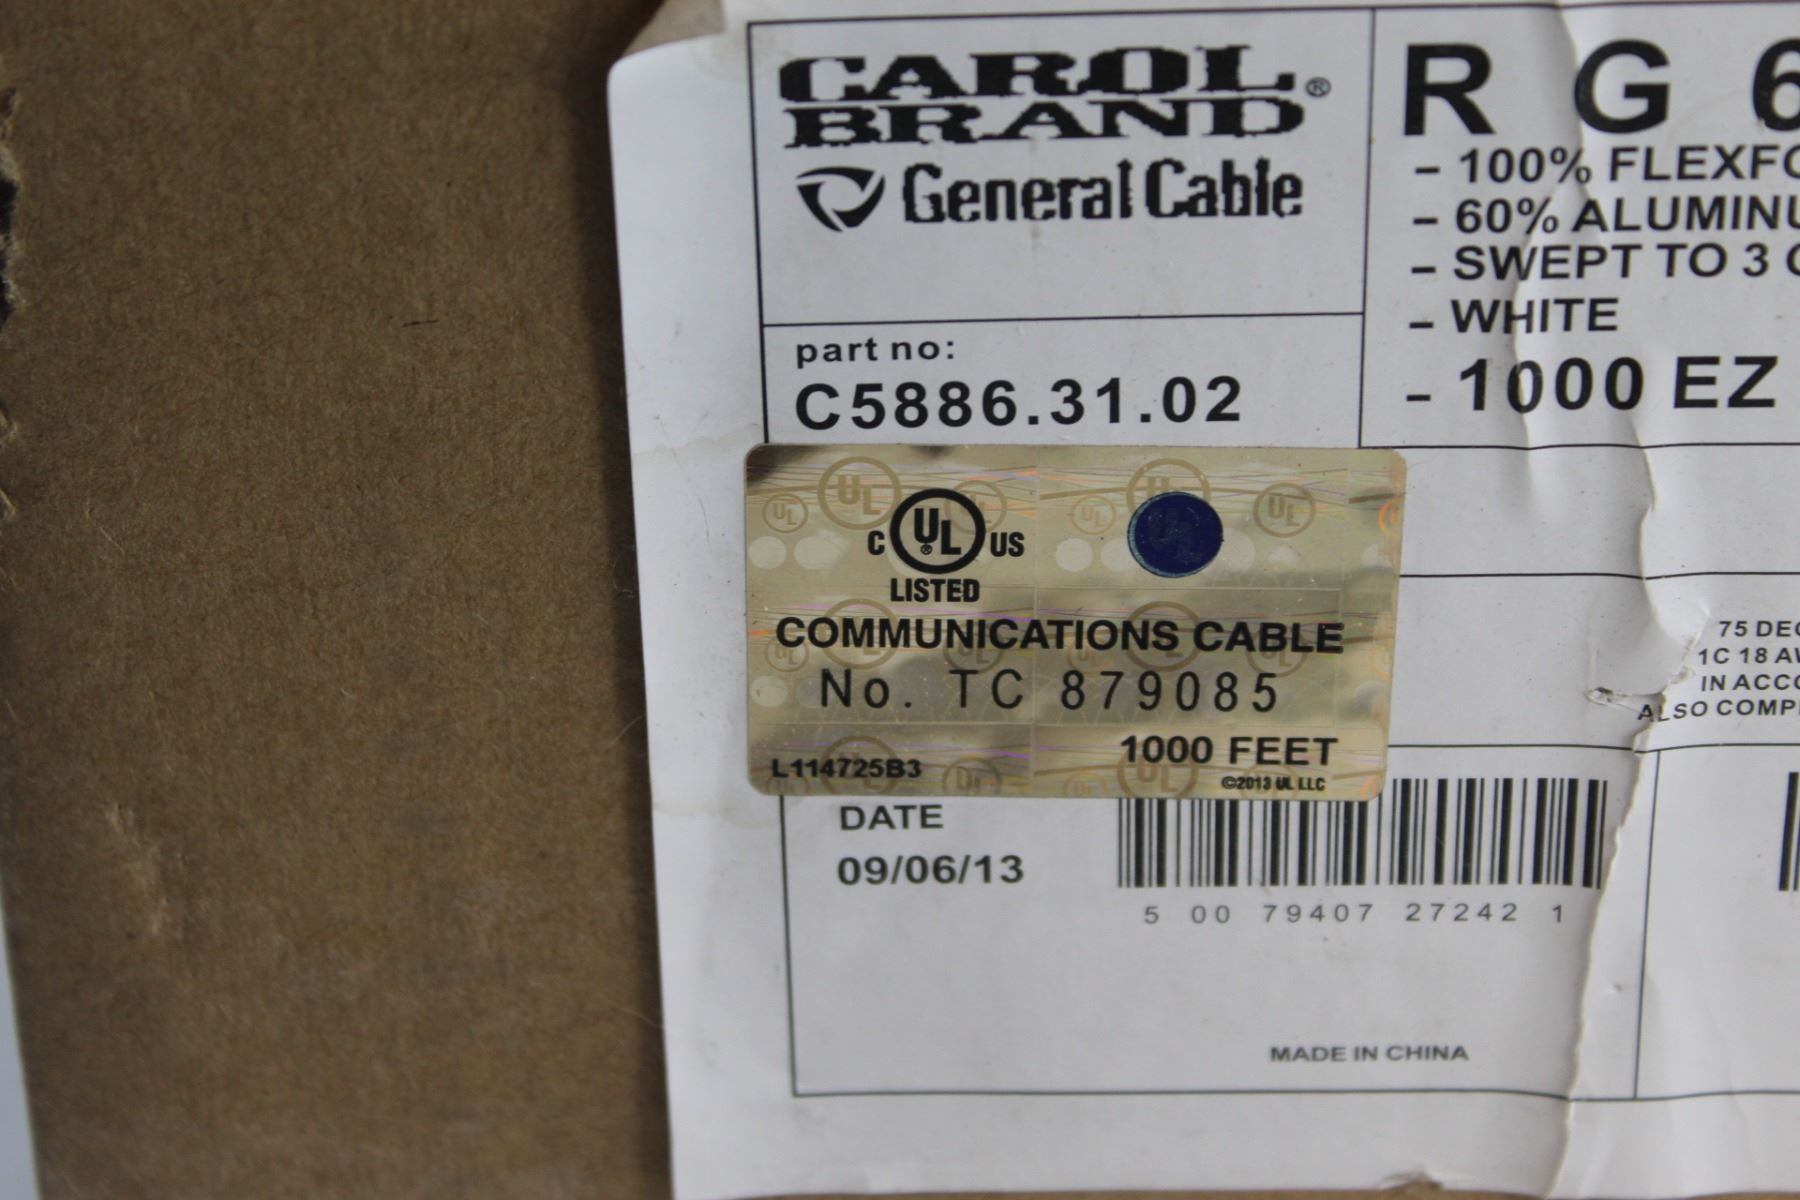 CAROL®
BRAND
General Cable
part no:
C5886.31.02
RG 6
- 100% FLEXFO
- 60% ALUMINU
- SWEPT TO 3 G
- WHITE
- 1000 EZ
C UL® US
LISTED
COMMUNICATIONS CABLE
No. TC 879085
1000 FEET
L114725B3
©2013 UL LLC
75 DEG
1C 18 AW
IN ACCO
ALSO COMPL
DATE
09/06/13
5 00 79407 27242 1
MADE IN CHINA